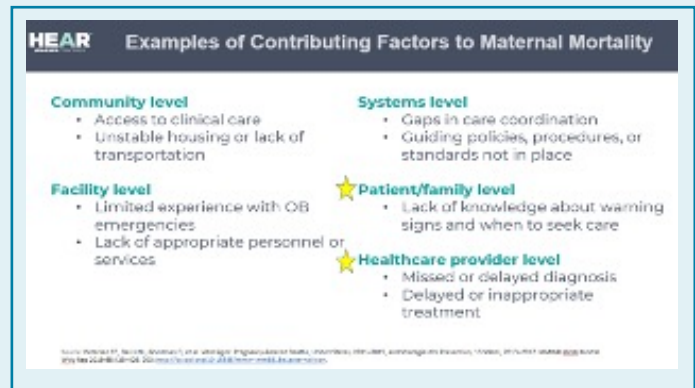 HEAR
Examples of Contributing Factors to Maternal Mortality
Community level
• Access to clinical care
• Unstable housing or lack of
transportation
Facility level
• Limited experience with OB
emergencies
• Lack of appropriate personnel or
services
Systems level
• Gaps in care coordination
• Guiding policies, procedures, or
standards not in place
Patient/family level
• Lack of knowledge about warning
signs and when to seek care
Healthcare provider level
• Missed or delayed diagnosis
• Delayed or inappropriate
treatment